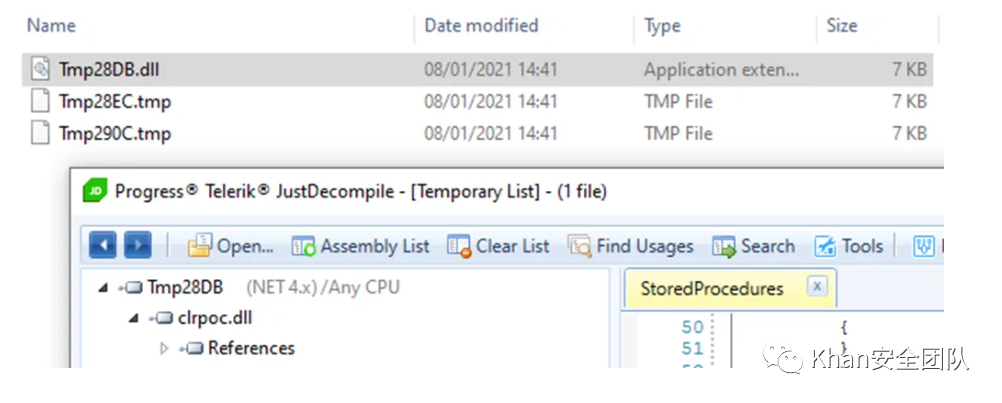 Name Date modified Type Size
Tmp28DB.dll 08/01/2021 14:41 Application exten... 7 KB
Tmp28EC.tmp 08/01/2021 14:41 TMP File 7 KB
Tmp290C.tmp 08/01/2021 14:41 TMP File 7 KB
JD Progress® Telerik® JustDecompile - [Temporary List] - (1 file)
Open... Assembly List Clear List Find Usages Search Tools
Tmp28DB (NET 4.x) /Any CPU
StoredProcedures x
clrpoc.dll
50 {
References
51 }
Khan安全团队